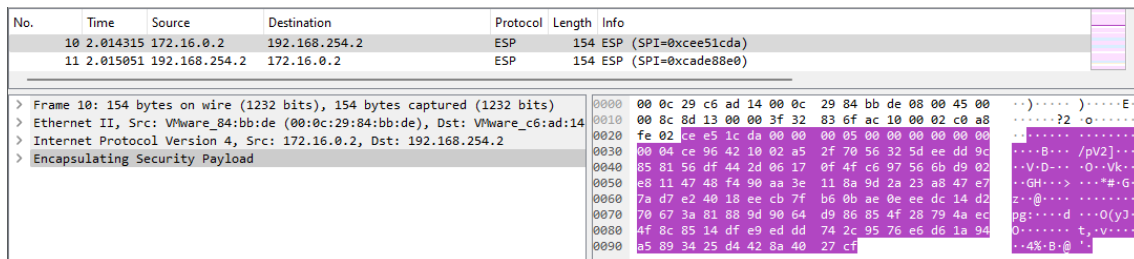 No. Time Source Destination Protocol Length Info
10 2.014315 172.16.0.2 192.168.254.2 ESP 154 ESP (SPI=0xcee51cda)
11 2.015051 192.168.254.2 172.16.0.2 ESP 154 ESP (SPI=0xcade88e0)
> Frame 10: 154 bytes on wire (1232 bits), 154 bytes captured (1232 bits)
> Ethernet II, Src: VMware_84:bb:de (00:0c:29:84:bb:de), Dst: VMware_c6:ad:14
> Internet Protocol Version 4, Src: 172.16.0.2, Dst: 192.168.254.2
> Encapsulating Security Payload
0000 00 0c 29 c6 ad 14 00 0c 29 84 bb de 08 00 45 00 ··)····· )·····E·
0010 00 8c 8d 13 00 00 3f 32 83 6f ac 10 00 02 c0 a8 ······?2 ·o······
0020 fe 02 ce e5 1c da 00 00 00 05 00 00 00 00 00 00 ········ ········
0030 00 04 ce 96 42 10 02 a5 2f 70 56 32 5d ee dd 9c ····B··· /pV2]···
0040 85 81 56 df 44 2d 06 17 0f 4f c6 97 56 6b d9 02 ··V·D-·· ·O··Vk··
0050 e8 11 47 48 f4 90 aa 3e 11 8a 9d 2a 23 a8 47 e7 ··GH···> ···*#·G·
0060 7a d7 e2 40 18 ee cb 7f b6 0b ae 0e ee dc 14 d2 z··@···· ········
0070 70 67 3a 81 88 9d 90 64 d9 86 85 4f 28 79 4a ec pg:····d ···O(yJ·
0080 4f 8c 85 14 df e9 ed dd 74 2c 95 76 e6 d6 1a 94 O······· t,·v····
0090 a5 89 34 25 d4 42 8a 40 27 cf ··4%·B·@ '·